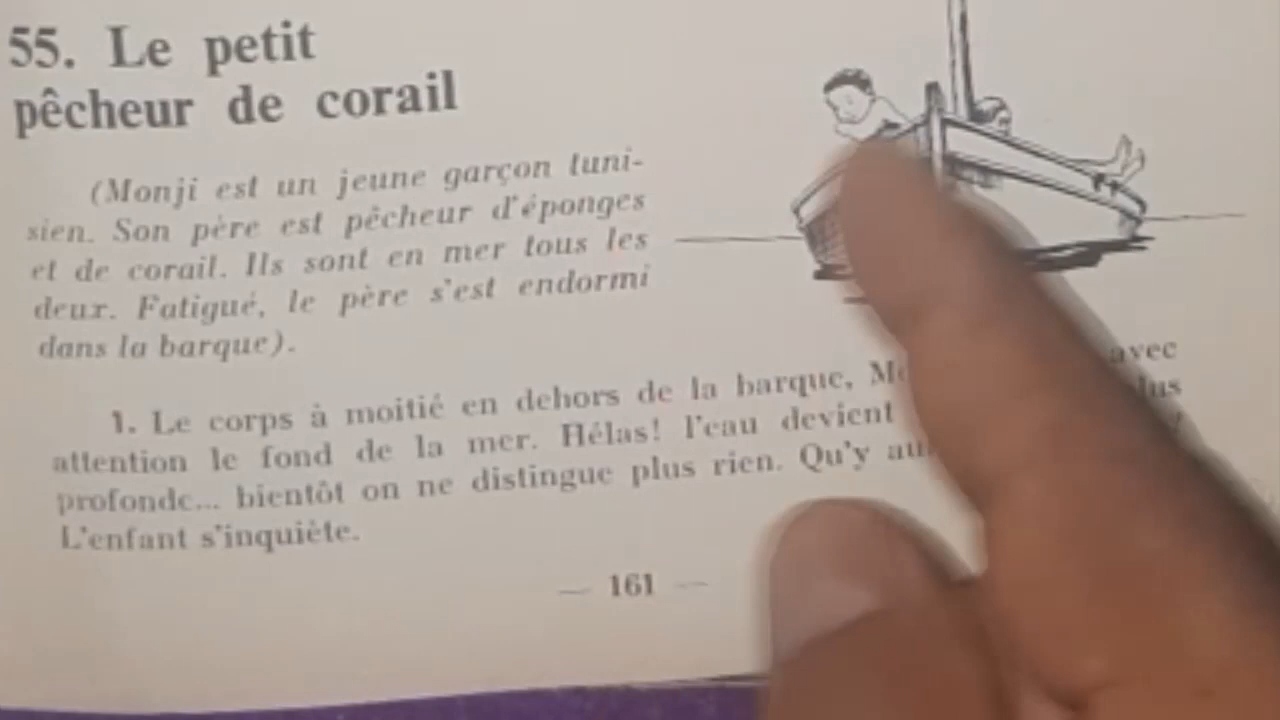 55. Le petit
pêcheur de corail
(Monji est un jeune garçon tuni-
sien. Son père est pêcheur d'éponges
et de corail. Ils sont en mer tous les
deux. Fatigué, le père s'est endormi
dans la barque).
1. Le corps à moitié en dehors de la barque, avec
attention le fond de la mer. Hélas! l'eau devient
profonde... bientôt on ne distingue plus rien. Qu'y
L'enfant s'inquiète.
— 161 —